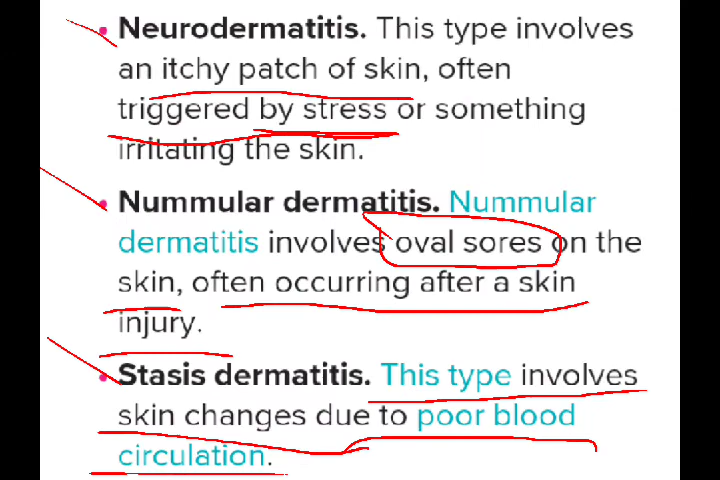 • Neurodermatitis. This type involves
an itchy patch of skin, often
triggered by stress or something
irritating the skin.
• Nummular dermatitis. Nummular
dermatitis involves oval sores on the
skin, often occurring after a skin
injury.
• Stasis dermatitis. This type involves
skin changes due to poor blood
circulation.